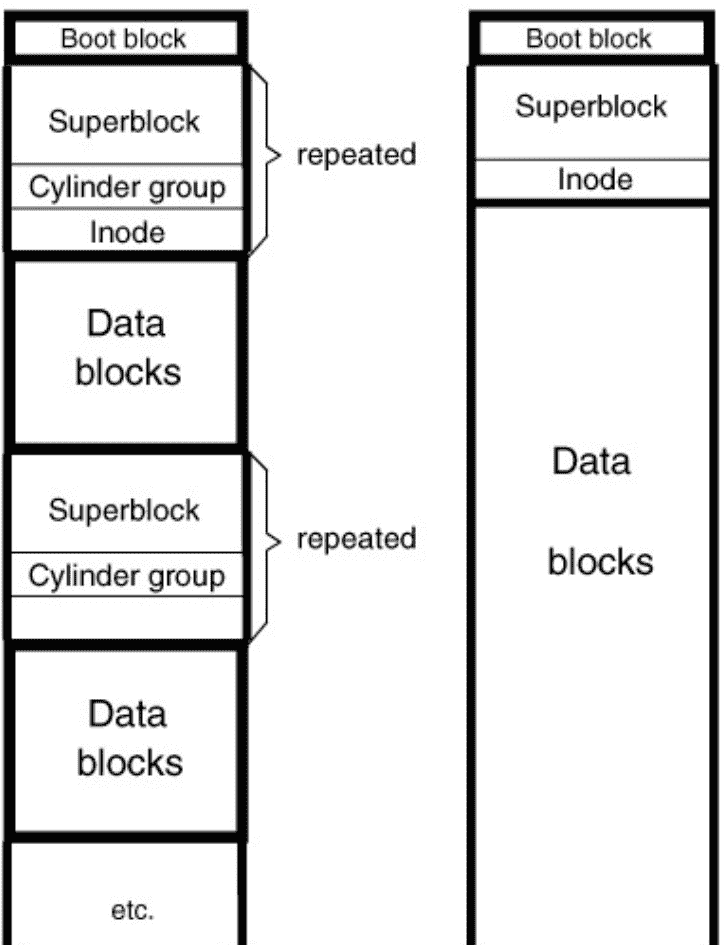 Boot block
Superblock
repeated
Cylinder group
Inode
Data
blocks
Superblock
repeated
Cylinder group
Data
blocks
etc.
Boot block
Superblock
Inode
Data
blocks